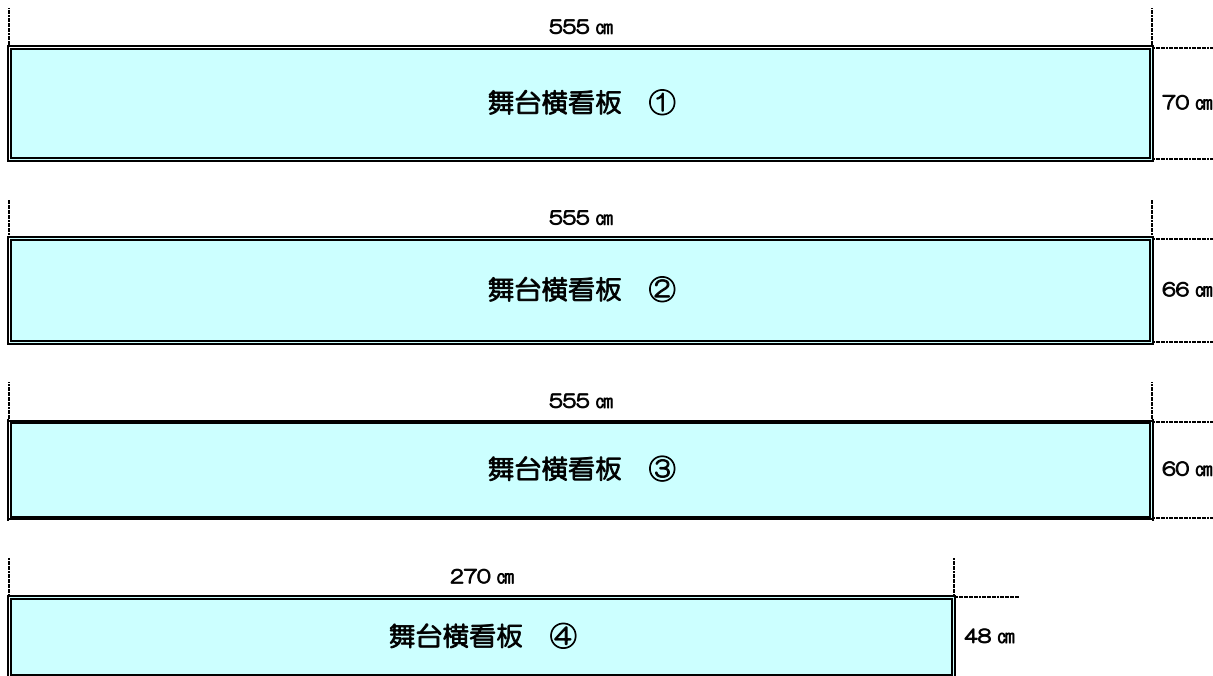 555 ㎝
舞台横看板　①
70 ㎝
555 ㎝
舞台横看板　②
66 ㎝
555 ㎝
舞台横看板　③
60 ㎝
270 ㎝
舞台横看板　④
48 ㎝